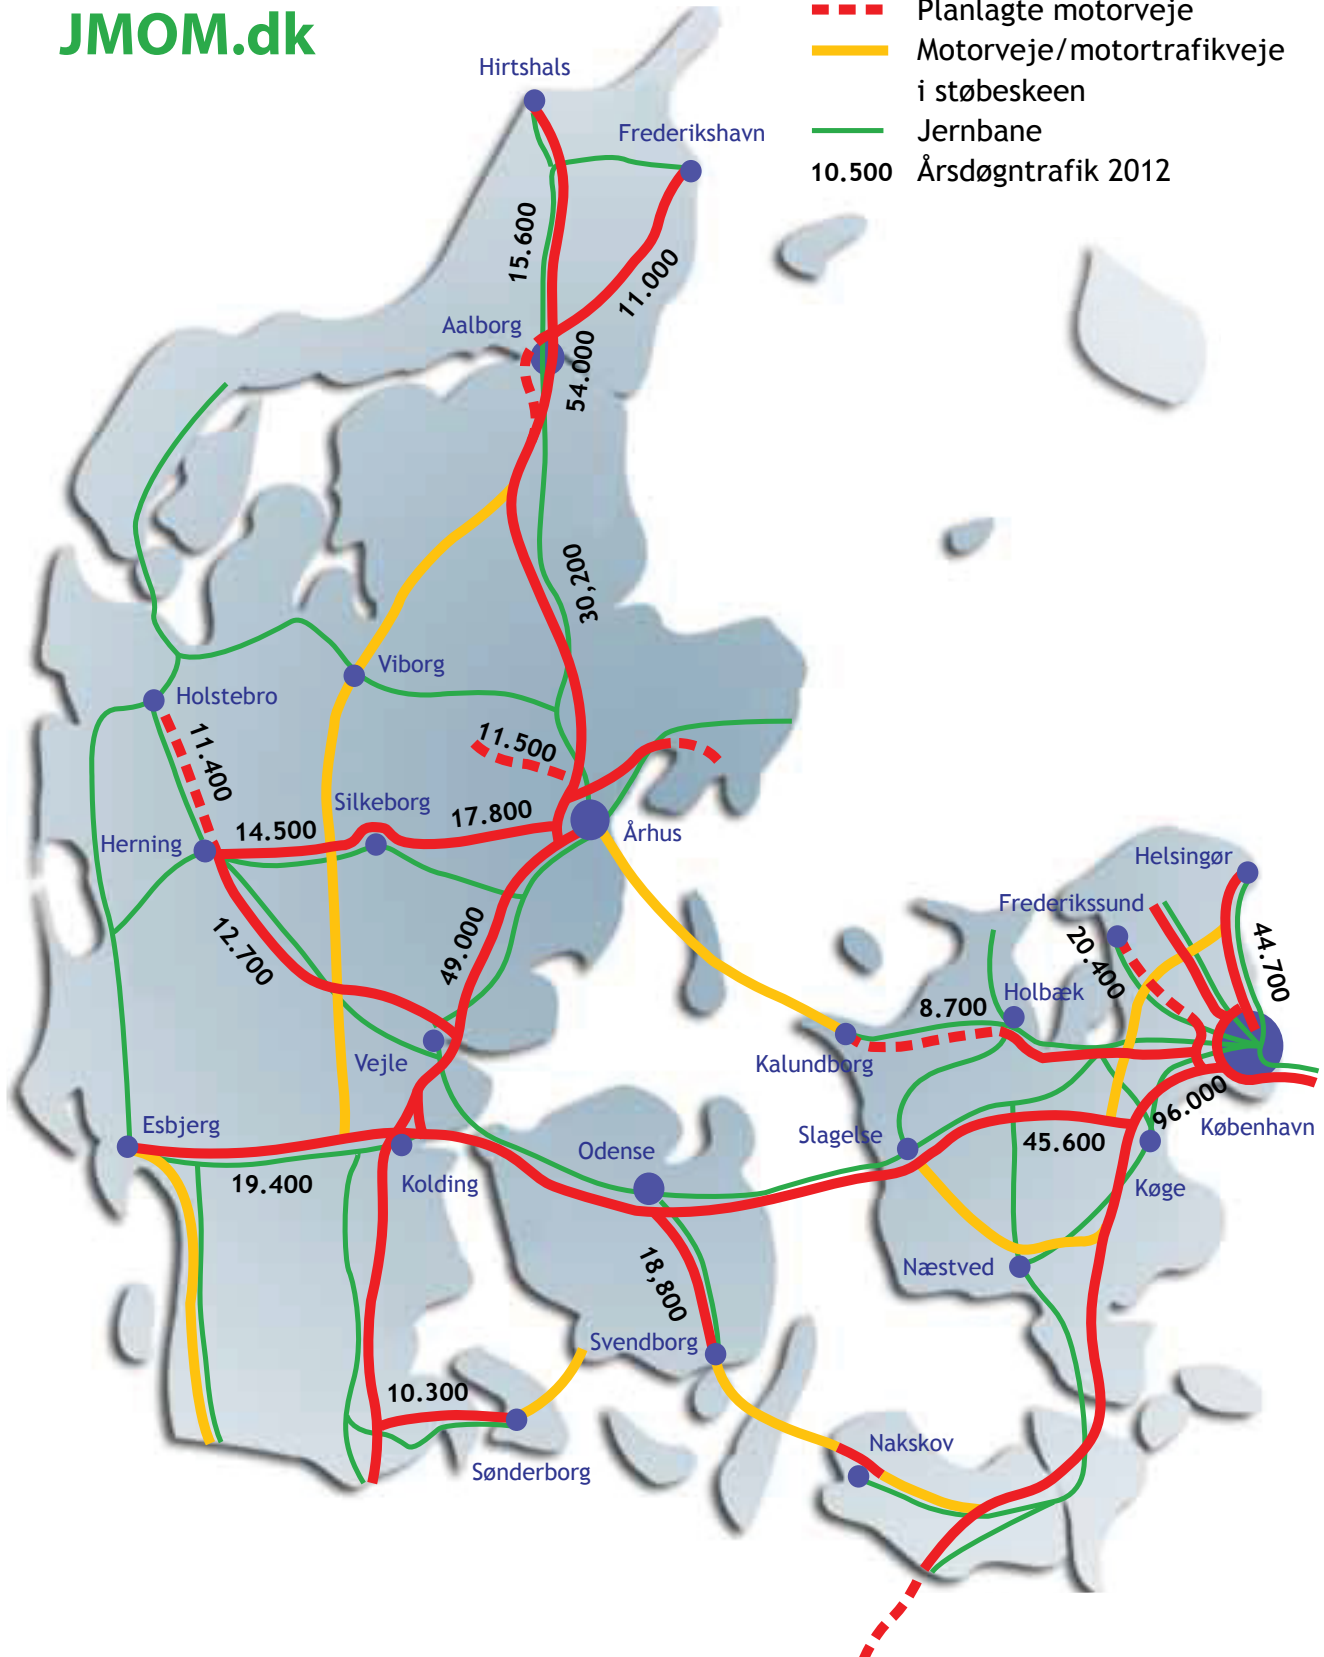 JMOM.dk
Planlagte motorveje
Motorveje/motortrafikveje
i støbeskeen
Jernbane
10.500 Årsdøgntrafik 2012
Hirtshals
Frederikshavn
15.600
11.000
Aalborg
54.000
30,200
Viborg
Holstebro
11.400
11.500
Silkeborg
17.800
14.500
Herning
Århus
12.700
49.000
Vejle
Helsingør
Frederikssund
20.400
44.700
Holbæk
8.700
Kalundborg
96.000
København
Esbjerg
19.400
Kolding
Odense
Slagelse
45.600
Køge
18,800
Næstved
Svendborg
10.300
Sønderborg
Nakskov